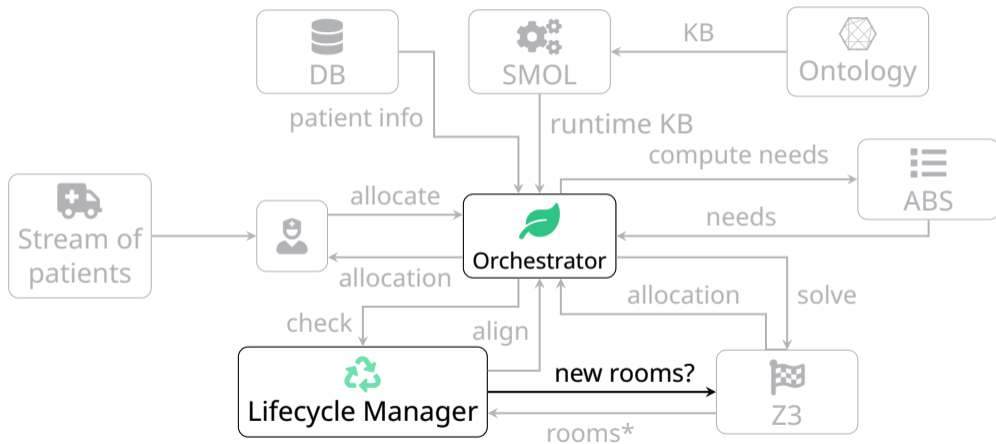 DB
SMOL
KB
Ontology
patient info
runtime KB
compute needs
ABS
Stream of
patients
allocate
needs
Orchestrator
allocation
allocation
solve
check
align
new rooms?
Lifecycle Manager
Z3
rooms*